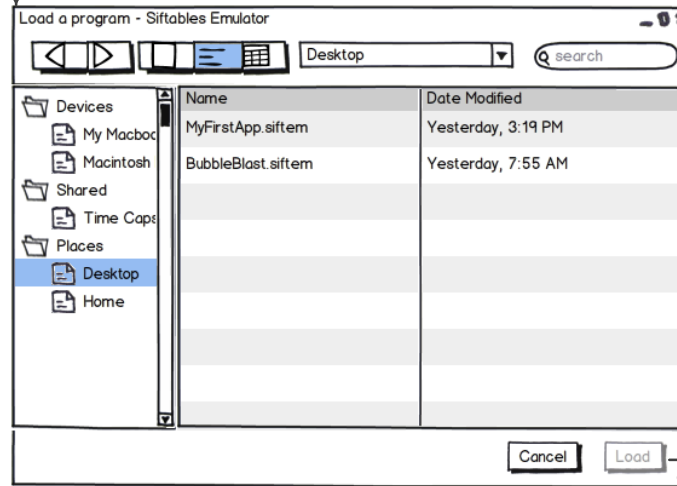 Load a program - Siftables Emulator
Desktop
search
Devices
My Macboo
Macintosh
Shared
Time Caps
Places
Desktop
Home
Name Date Modified
MyFirstApp.siftem Yesterday, 3:19 PM
BubbleBlast.siftem Yesterday, 7:55 AM
Cancel Load